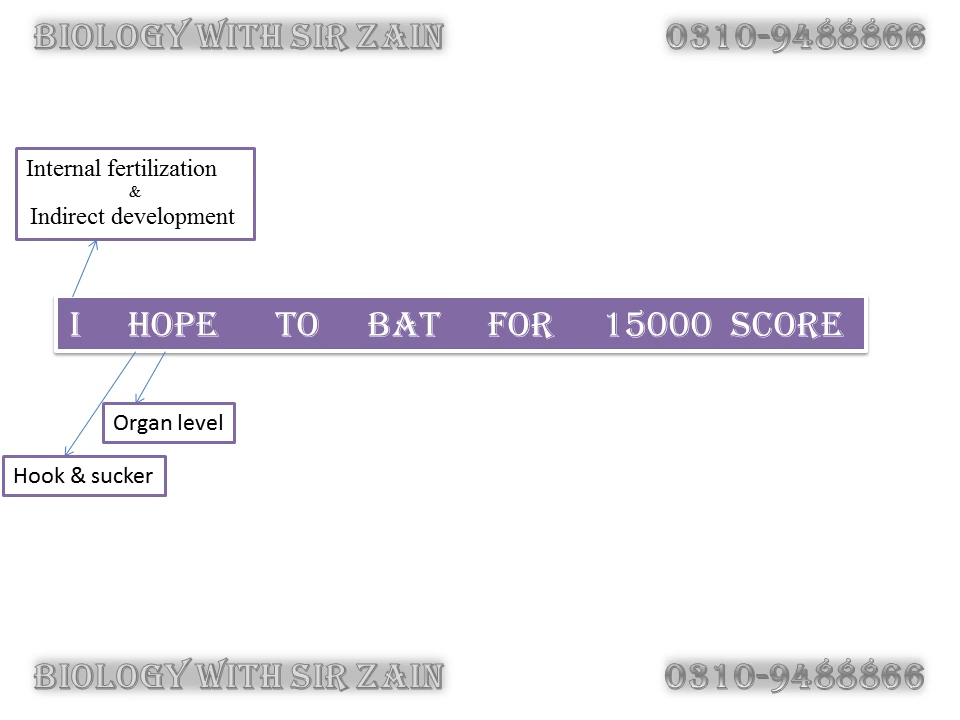 BIOLOGY WITH SIR ZAIN 0310-9488866
Internal fertilization
&
Indirect development
I HOPE TO BAT FOR 15000 SCORE
Organ level
Hook & sucker
BIOLOGY WITH SIR ZAIN 0310-9488866